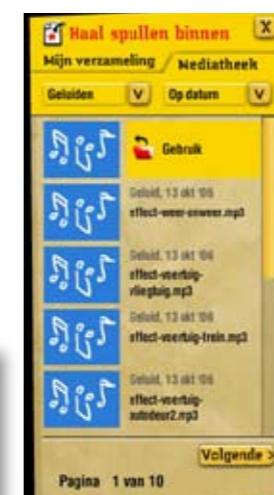 Haal spullen binnen X
Mijn verzameling / Mediatheek
Geluiden V Op datum V
Gebruik
Geluid, 13 okt '06
effect-weer-onweer.mp3
Geluid, 13 okt '06
effect-voertuig-
vliegtuig.mp3
Geluid, 13 okt '06
effect-voertuig-trein.mp3
Geluid, 13 okt '06
effect-voertuig-
autodeur2.mp3
Volgende >
Pagina 1 van 10